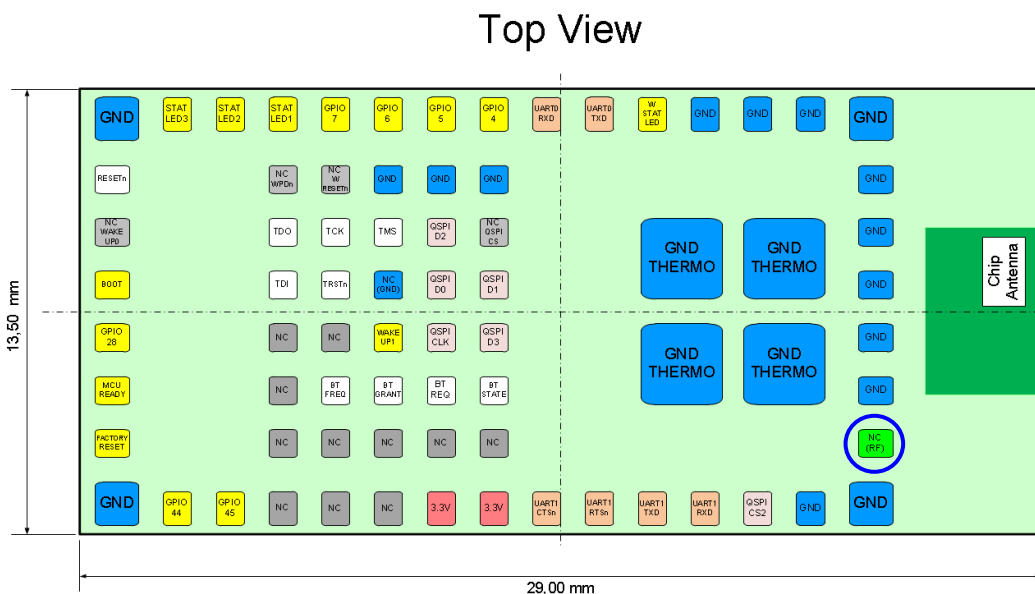 Top View
GND
STAT
LED3
STAT
LED2
STAT
LED1
GPIO
7
GPIO
6
GPIO
5
GPIO
4
UART0
RXD
UART0
TXD
W
STAT
LED
GND
GND
GND
GND
RESETn
NC
WPDn
NC
W
RESETn
GND
GND
GND
GND
NC
WAKE
UP0
TDO
TCK
TMS
QSPI
D2
NC
QSPI
CS
GND
THERMO
GND
THERMO
GND
Chip
Antenna
BOOT
TDI
TRSTn
NC
(GND)
QSPI
D0
QSPI
D1
GND
13,50 mm
GPIO
28
NC
NC
WAKE
UP1
QSPI
CLK
QSPI
D3
GND
THERMO
GND
THERMO
GND
MCU
READY
NC
BT
FREQ
BT
GRANT
BT
REQ
BT
STATE
GND
FACTORY
RESET
NC
NC
NC
NC
NC
NC
(RF)
GND
GPIO
44
GPIO
45
NC
NC
NC
3.3V
3.3V
UART1
CTSn
UART1
RTSn
UART1
TXD
UART1
RXD
QSPI
CS2
GND
GND
29,00 mm